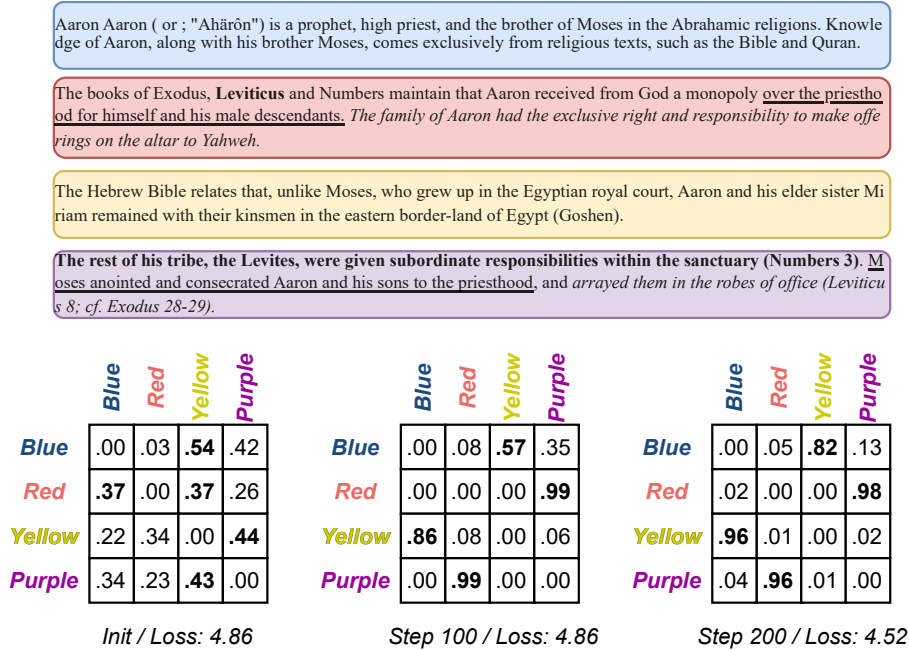 Aaron Aaron ( or ; "Ahärôn") is a prophet, high priest, and the brother of Moses in the Abrahamic religions. Knowle
dge of Aaron, along with his brother Moses, comes exclusively from religious texts, such as the Bible and Quran.
The books of Exodus, Leviticus and Numbers maintain that Aaron received from God a monopoly over the priestho
od for himself and his male descendants. The family of Aaron had the exclusive right and responsibility to make offe
rings on the altar to Yahweh.
The Hebrew Bible relates that, unlike Moses, who grew up in the Egyptian royal court, Aaron and his elder sister Mi
riam remained with their kinsmen in the eastern border-land of Egypt (Goshen).
The rest of his tribe, the Levites, were given subordinate responsibilities within the sanctuary (Numbers 3). M
oses anointed and consecrated Aaron and his sons to the priesthood, and arrayed them in the robes of office (Leviticu
s 8; cf. Exodus 28-29).
Blue Red Yellow Purple
Blue .00 .03 .54 .42
Red .37 .00 .37 .26
Yellow .22 .34 .00 .44
Purple .34 .23 .43 .00
Init / Loss: 4.86
Blue Red Yellow Purple
Blue .00 .08 .57 .35
Red .00 .00 .00 .99
Yellow .86 .08 .00 .06
Purple .00 .99 .00 .00
Step 100 / Loss: 4.86
Blue Red Yellow Purple
Blue .00 .05 .82 .13
Red .02 .00 .00 .98
Yellow .96 .01 .00 .02
Purple .04 .96 .01 .00
Step 200 / Loss: 4.52